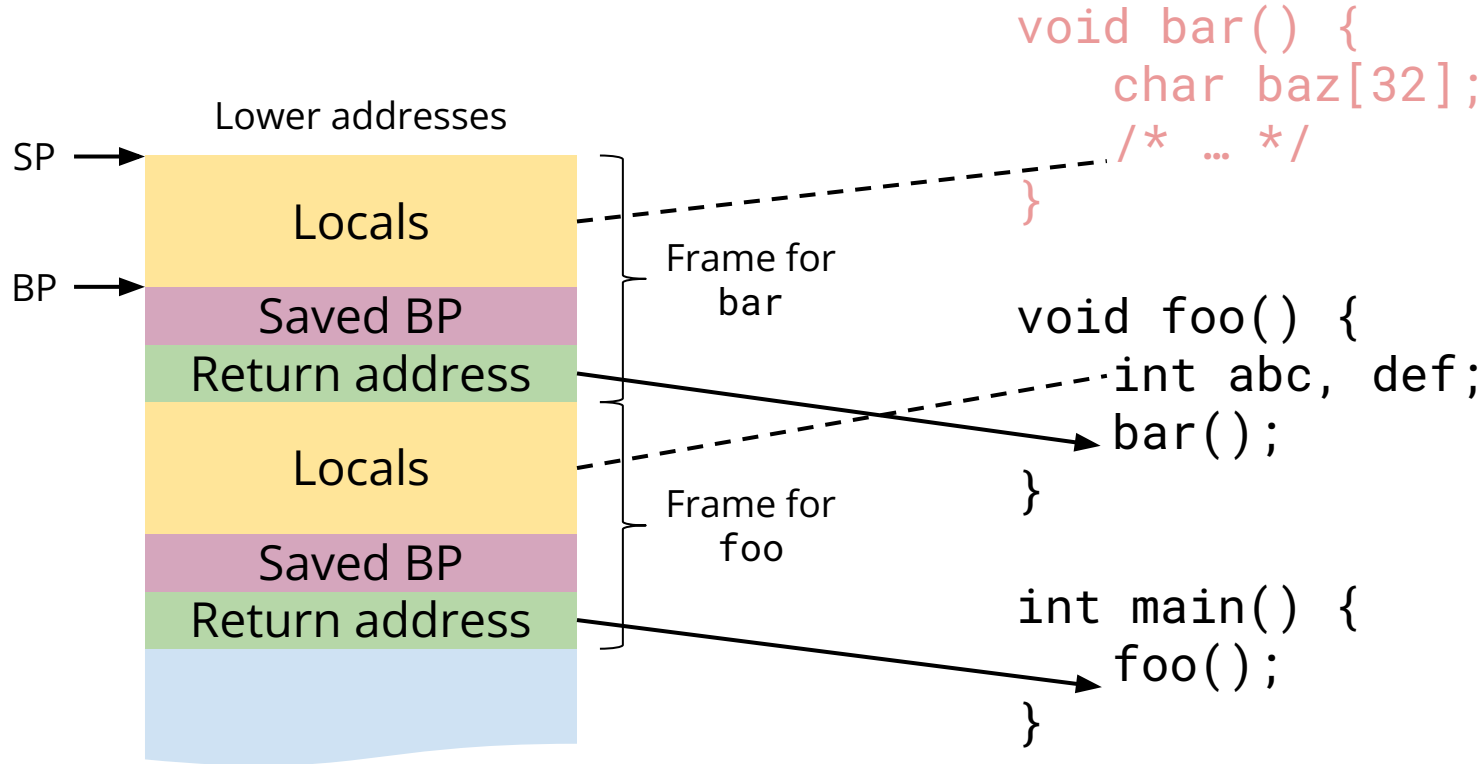 Lower addresses
SP
BP
Locals
Saved BP
Return address
Locals
Saved BP
Return address
Frame for
bar
Frame for
foo
void bar() {
char baz[32];
/* … */
}
void foo() {
int abc, def;
bar();
}
int main() {
foo();
}